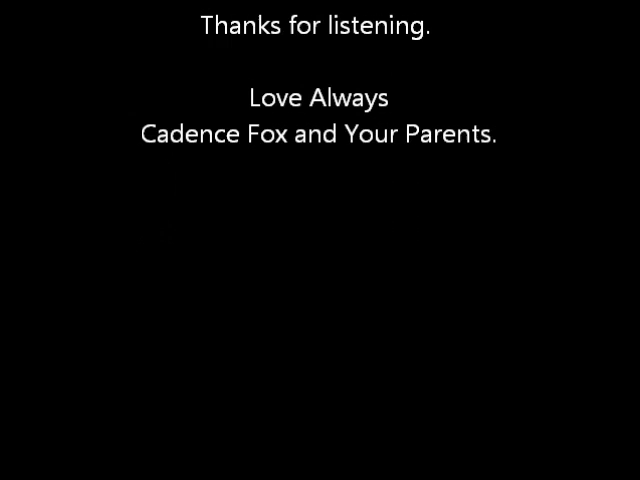 Thanks for listening.
Love Always
Cadence Fox and Your Parents.